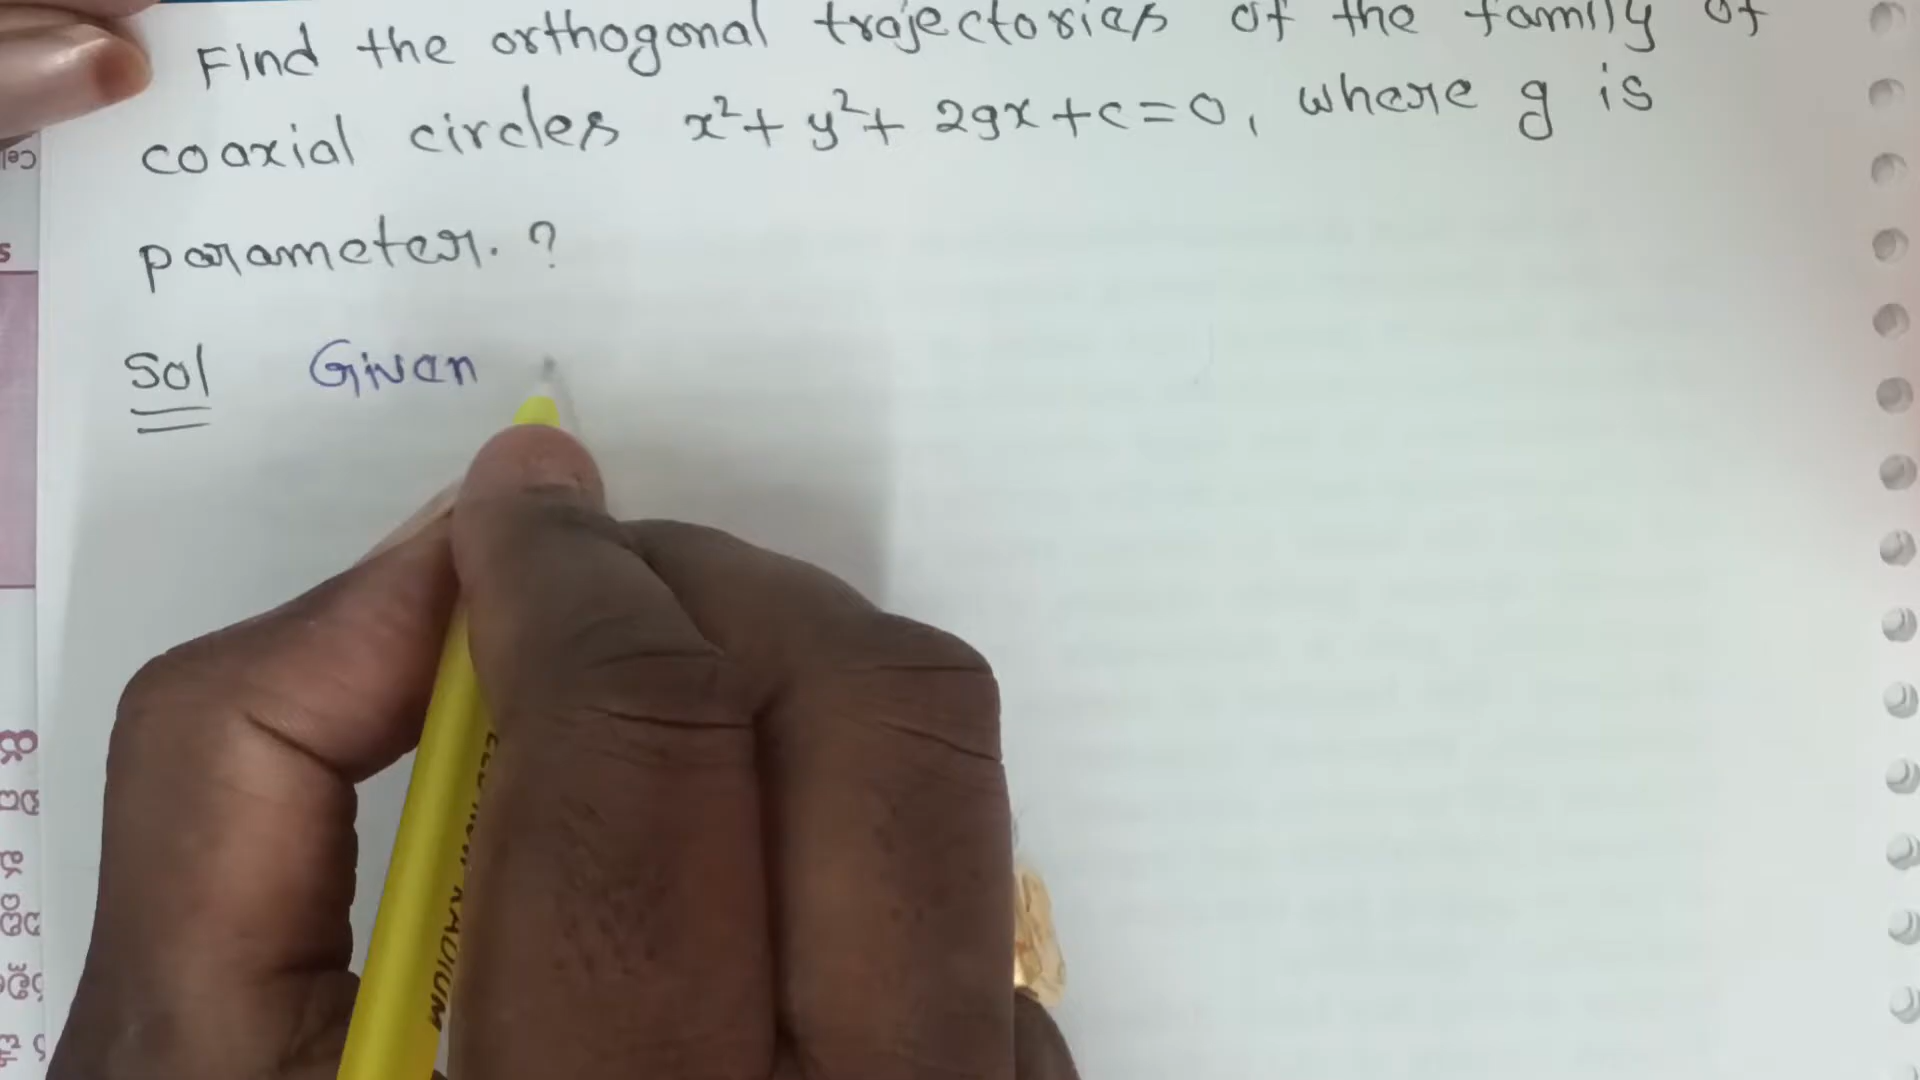 Find the orthogonal trajectories of the family of
coaxial circles x²+ y²+ 2gx+c=0, where g is
parameter. ?
Sol Given
RADIUM